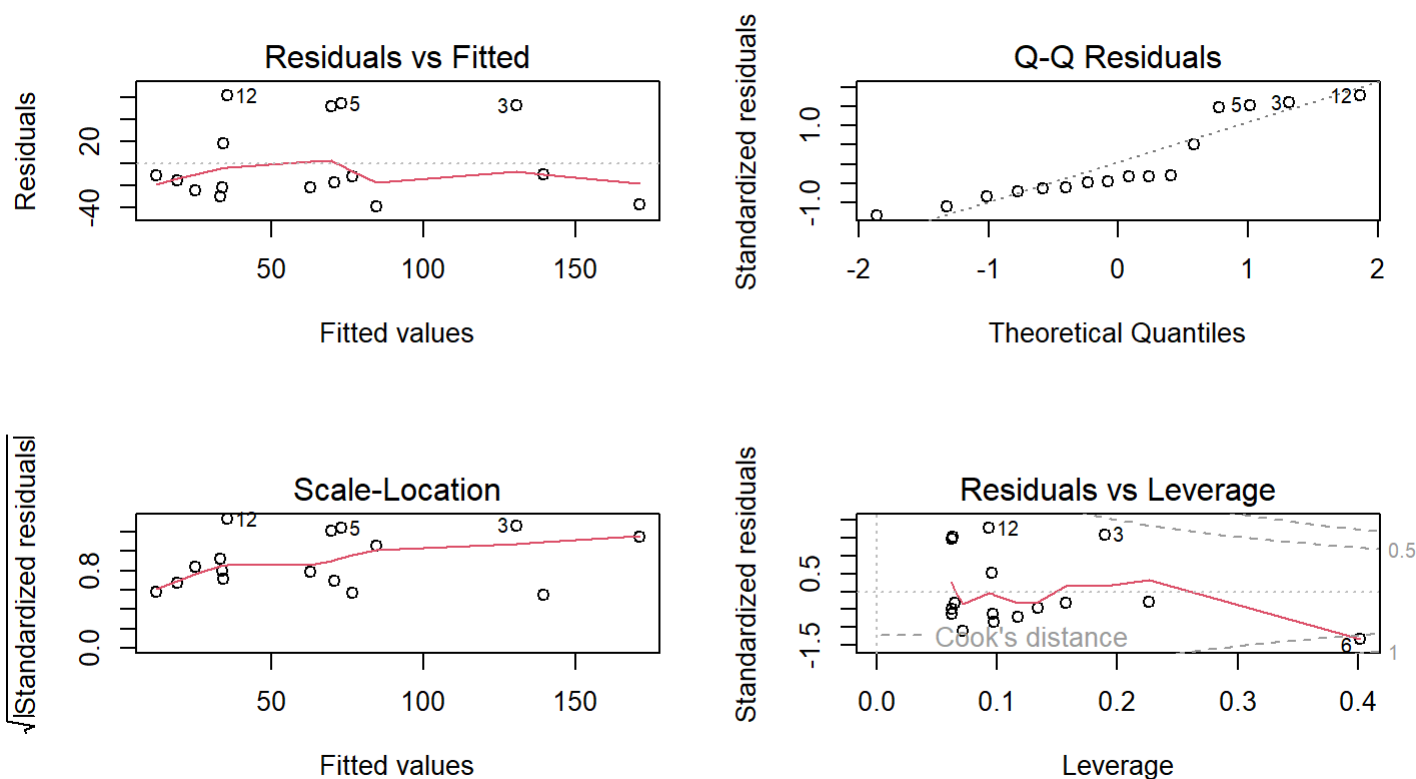 Residuals vs Fitted
Residuals
20
-40
12
5
3
50
100
150
Fitted values
Q-Q Residuals
Standardized residuals
1.0
-1.0
5
3
12
-2
-1
0
1
2
Theoretical Quantiles
Scale-Location
√|Standardized residuals|
0.8
0.0
12
5
3
50
100
150
Fitted values
Residuals vs Leverage
Standardized residuals
0.5
-1.5
12
3
0.5
Cook's distance
6
1
0.0
0.1
0.2
0.3
0.4
Leverage